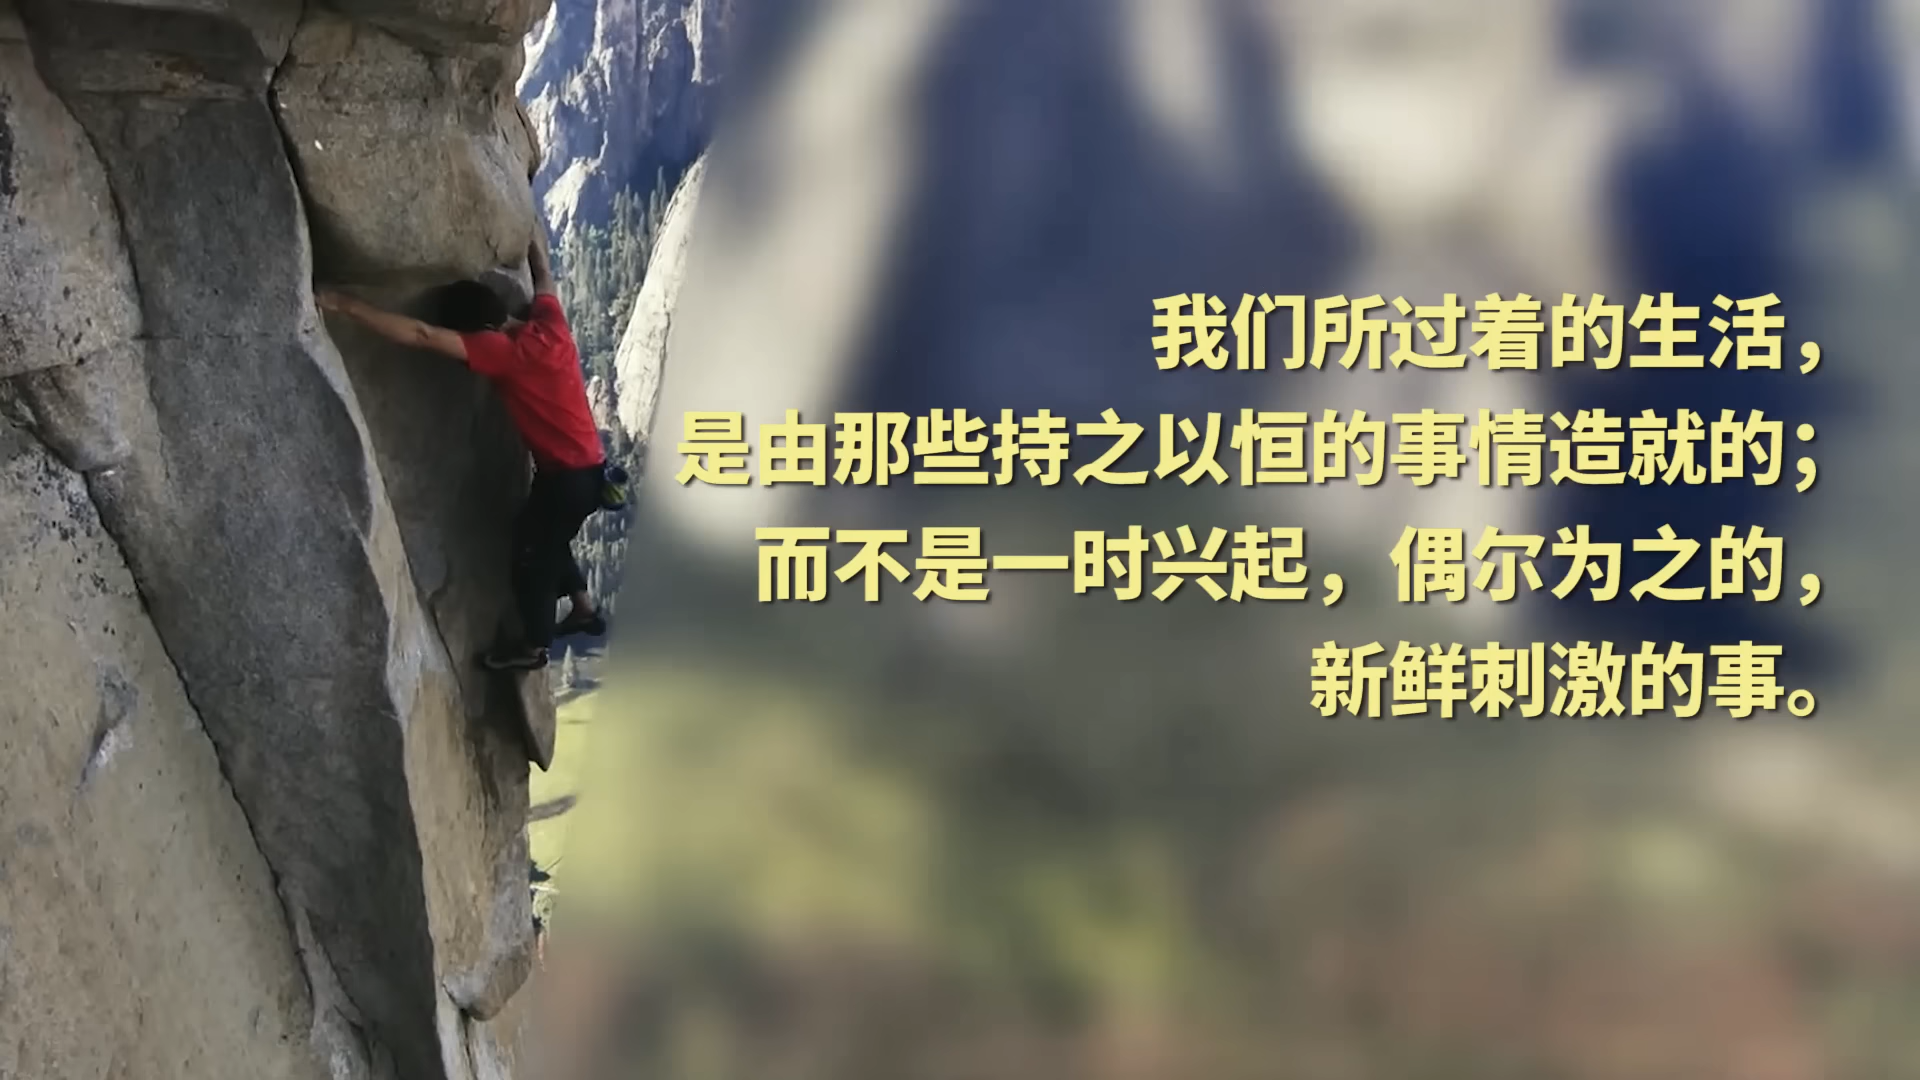 我们所过着的生活，
是由那些持之以恒的事情造就的；
而不是一时兴起，偶尔为之的，
新鲜刺激的事。